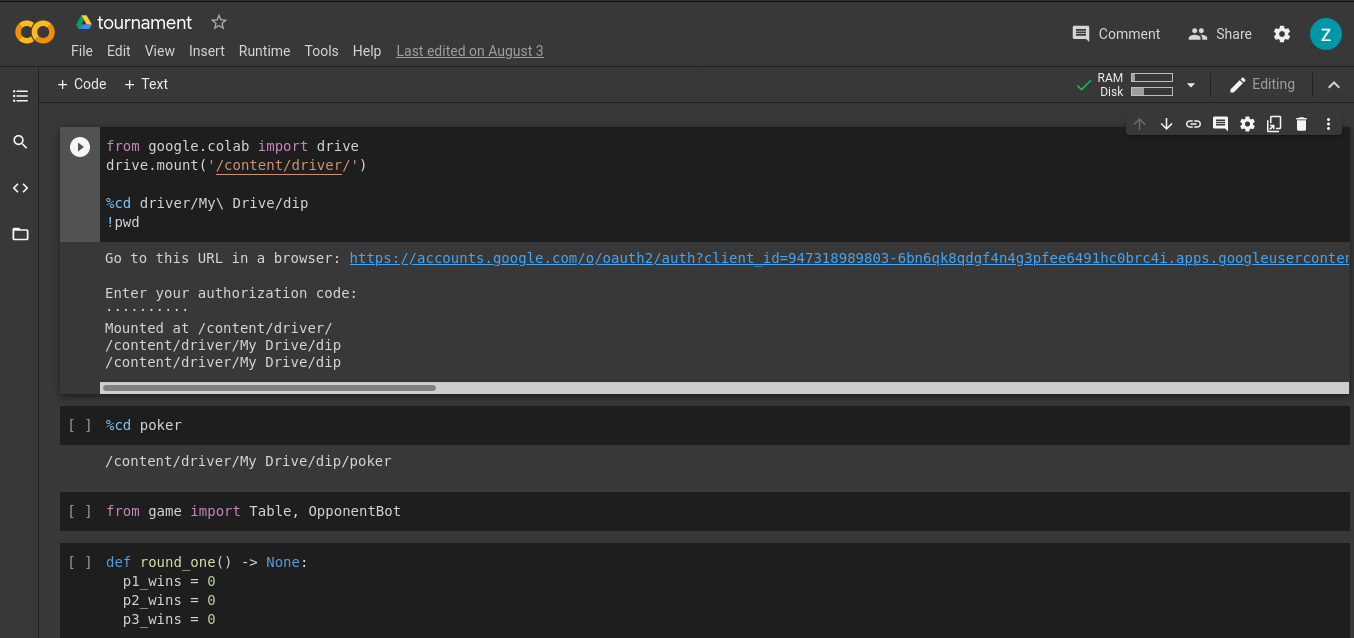 tournament
File Edit View Insert Runtime Tools Help Last edited on August 3
Comment
Share
Z
+ Code + Text
RAM
Disk
Editing
from google.colab import drive
drive.mount('/content/driver/')
%cd driver/My\ Drive/dip
!pwd
Go to this URL in a browser: https://accounts.google.com/o/oauth2/auth?client_id=947318989803-6bn6qk8qdgf4n4g3pfee6491hc0brc4i.apps.googleuserconten
Enter your authorization code:
··········
Mounted at /content/driver/
/content/driver/My Drive/dip
/content/driver/My Drive/dip
[ ] %cd poker
/content/driver/My Drive/dip/poker
[ ] from game import Table, OpponentBot
[ ] def round_one() -> None:
p1_wins = 0
p2_wins = 0
p3_wins = 0